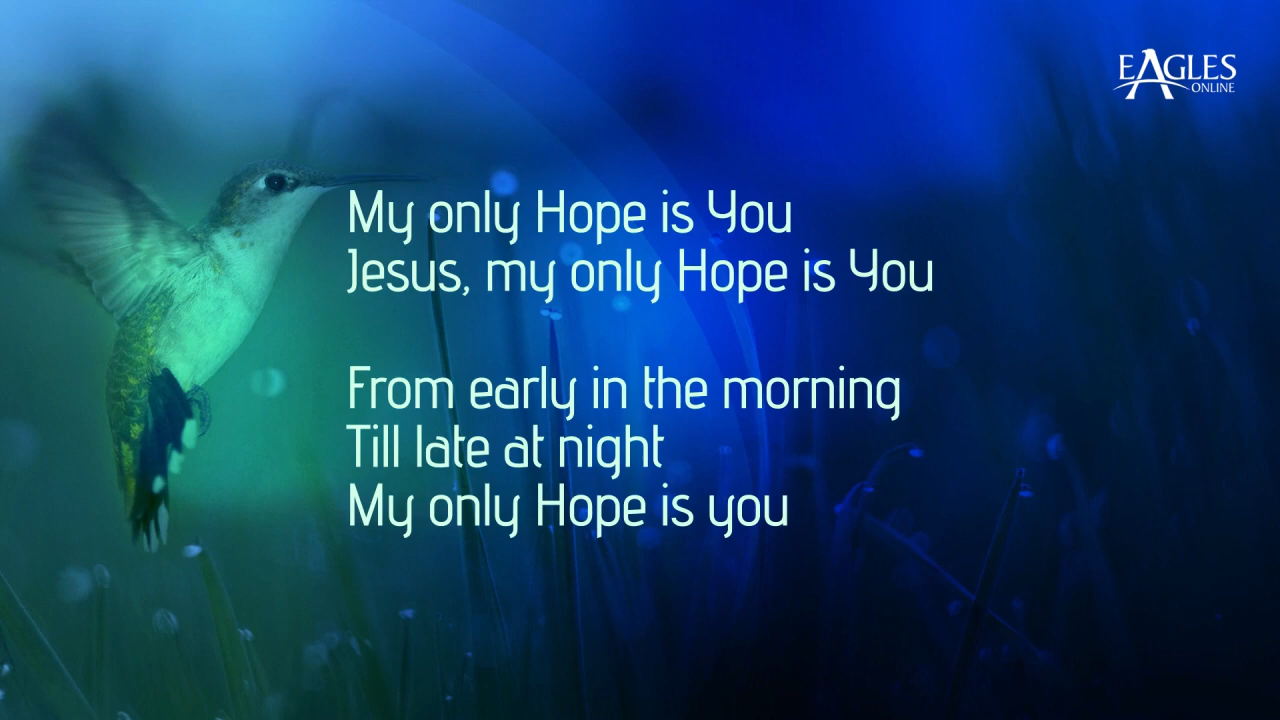 EAGLES
ONLINE
My only Hope is You
Jesus, my only Hope is You
From early in the morning
Till late at night
My only Hope is you